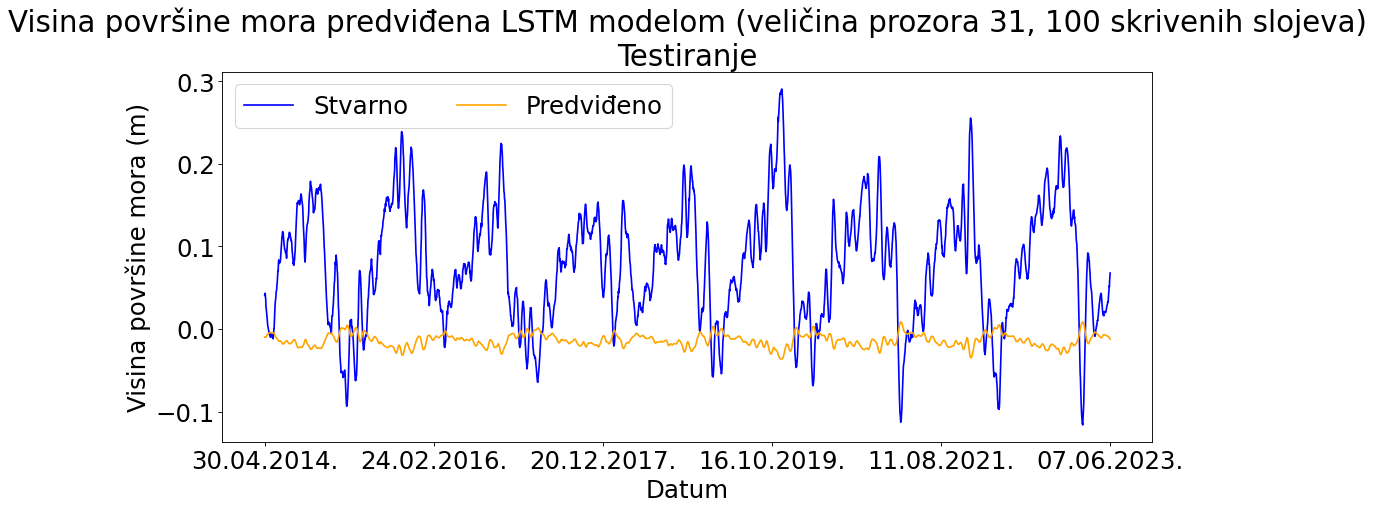 Visina površine mora predviđena LSTM modelom (veličina prozora 31, 100 skrivenih slojeva)
Testiranje
Stvarno Predviđeno
Visina površine mora (m)
0.3
0.2
0.1
0.0
−0.1
30.04.2014. 24.02.2016. 20.12.2017. 16.10.2019. 11.08.2021. 07.06.2023.
Datum